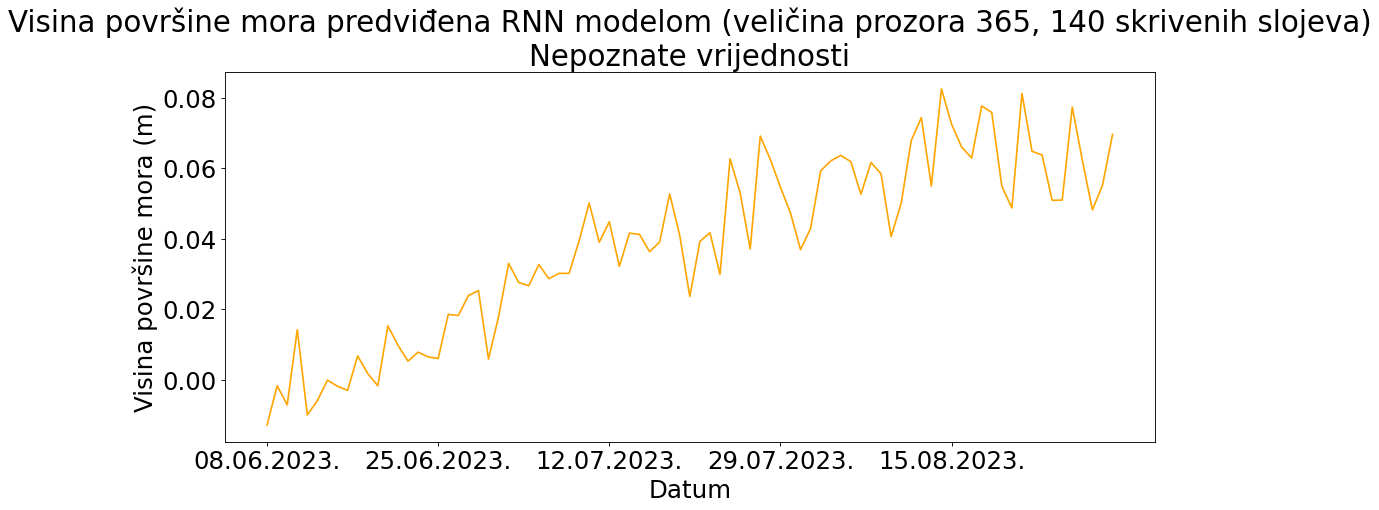 Visina površine mora predviđena RNN modelom (veličina prozora 365, 140 skrivenih slojeva)
Nepoznate vrijednosti
Visina površine mora (m)
0.08
0.06
0.04
0.02
0.00
08.06.2023. 25.06.2023. 12.07.2023. 29.07.2023. 15.08.2023.
Datum